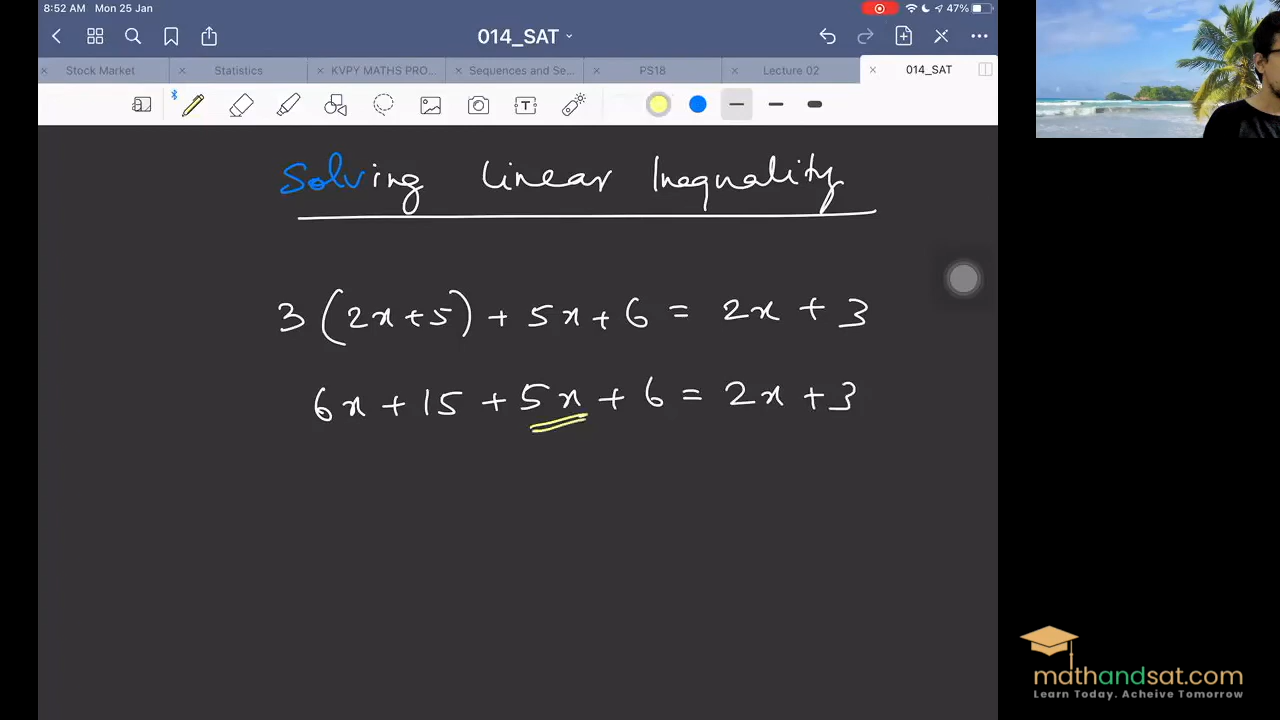 8:52 AM Mon 25 Jan 47%
014_SAT
Stock Market Statistics KVPY MATHS PRO... Sequences and Se... PS18 Lecture 02 014_SAT
T
Solving Linear Inequality
3 (2x+5) + 5x + 6 = 2x + 3
6x + 15 + 5x + 6 = 2x + 3
mathandsat.com
Learn Today. Acheive Tomorrow